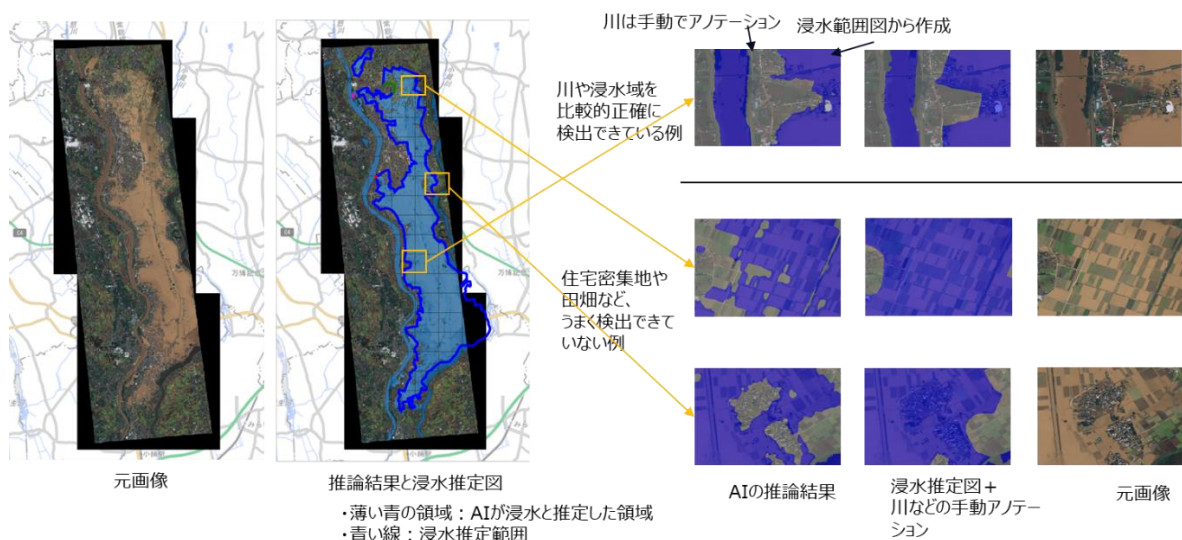 川は手動でアノテーション
浸水範囲図から作成
川や浸水域を
比較的正確に
検出できている例
住宅密集地や
田畑など、
うまく検出できて
いない例
元画像
推論結果と浸水推定図
・薄い青の領域：AIが浸水と推定した領域
・青い線：浸水推定範囲
AIの推論結果
浸水推定図＋
川などの手動アノテー
ション
元画像